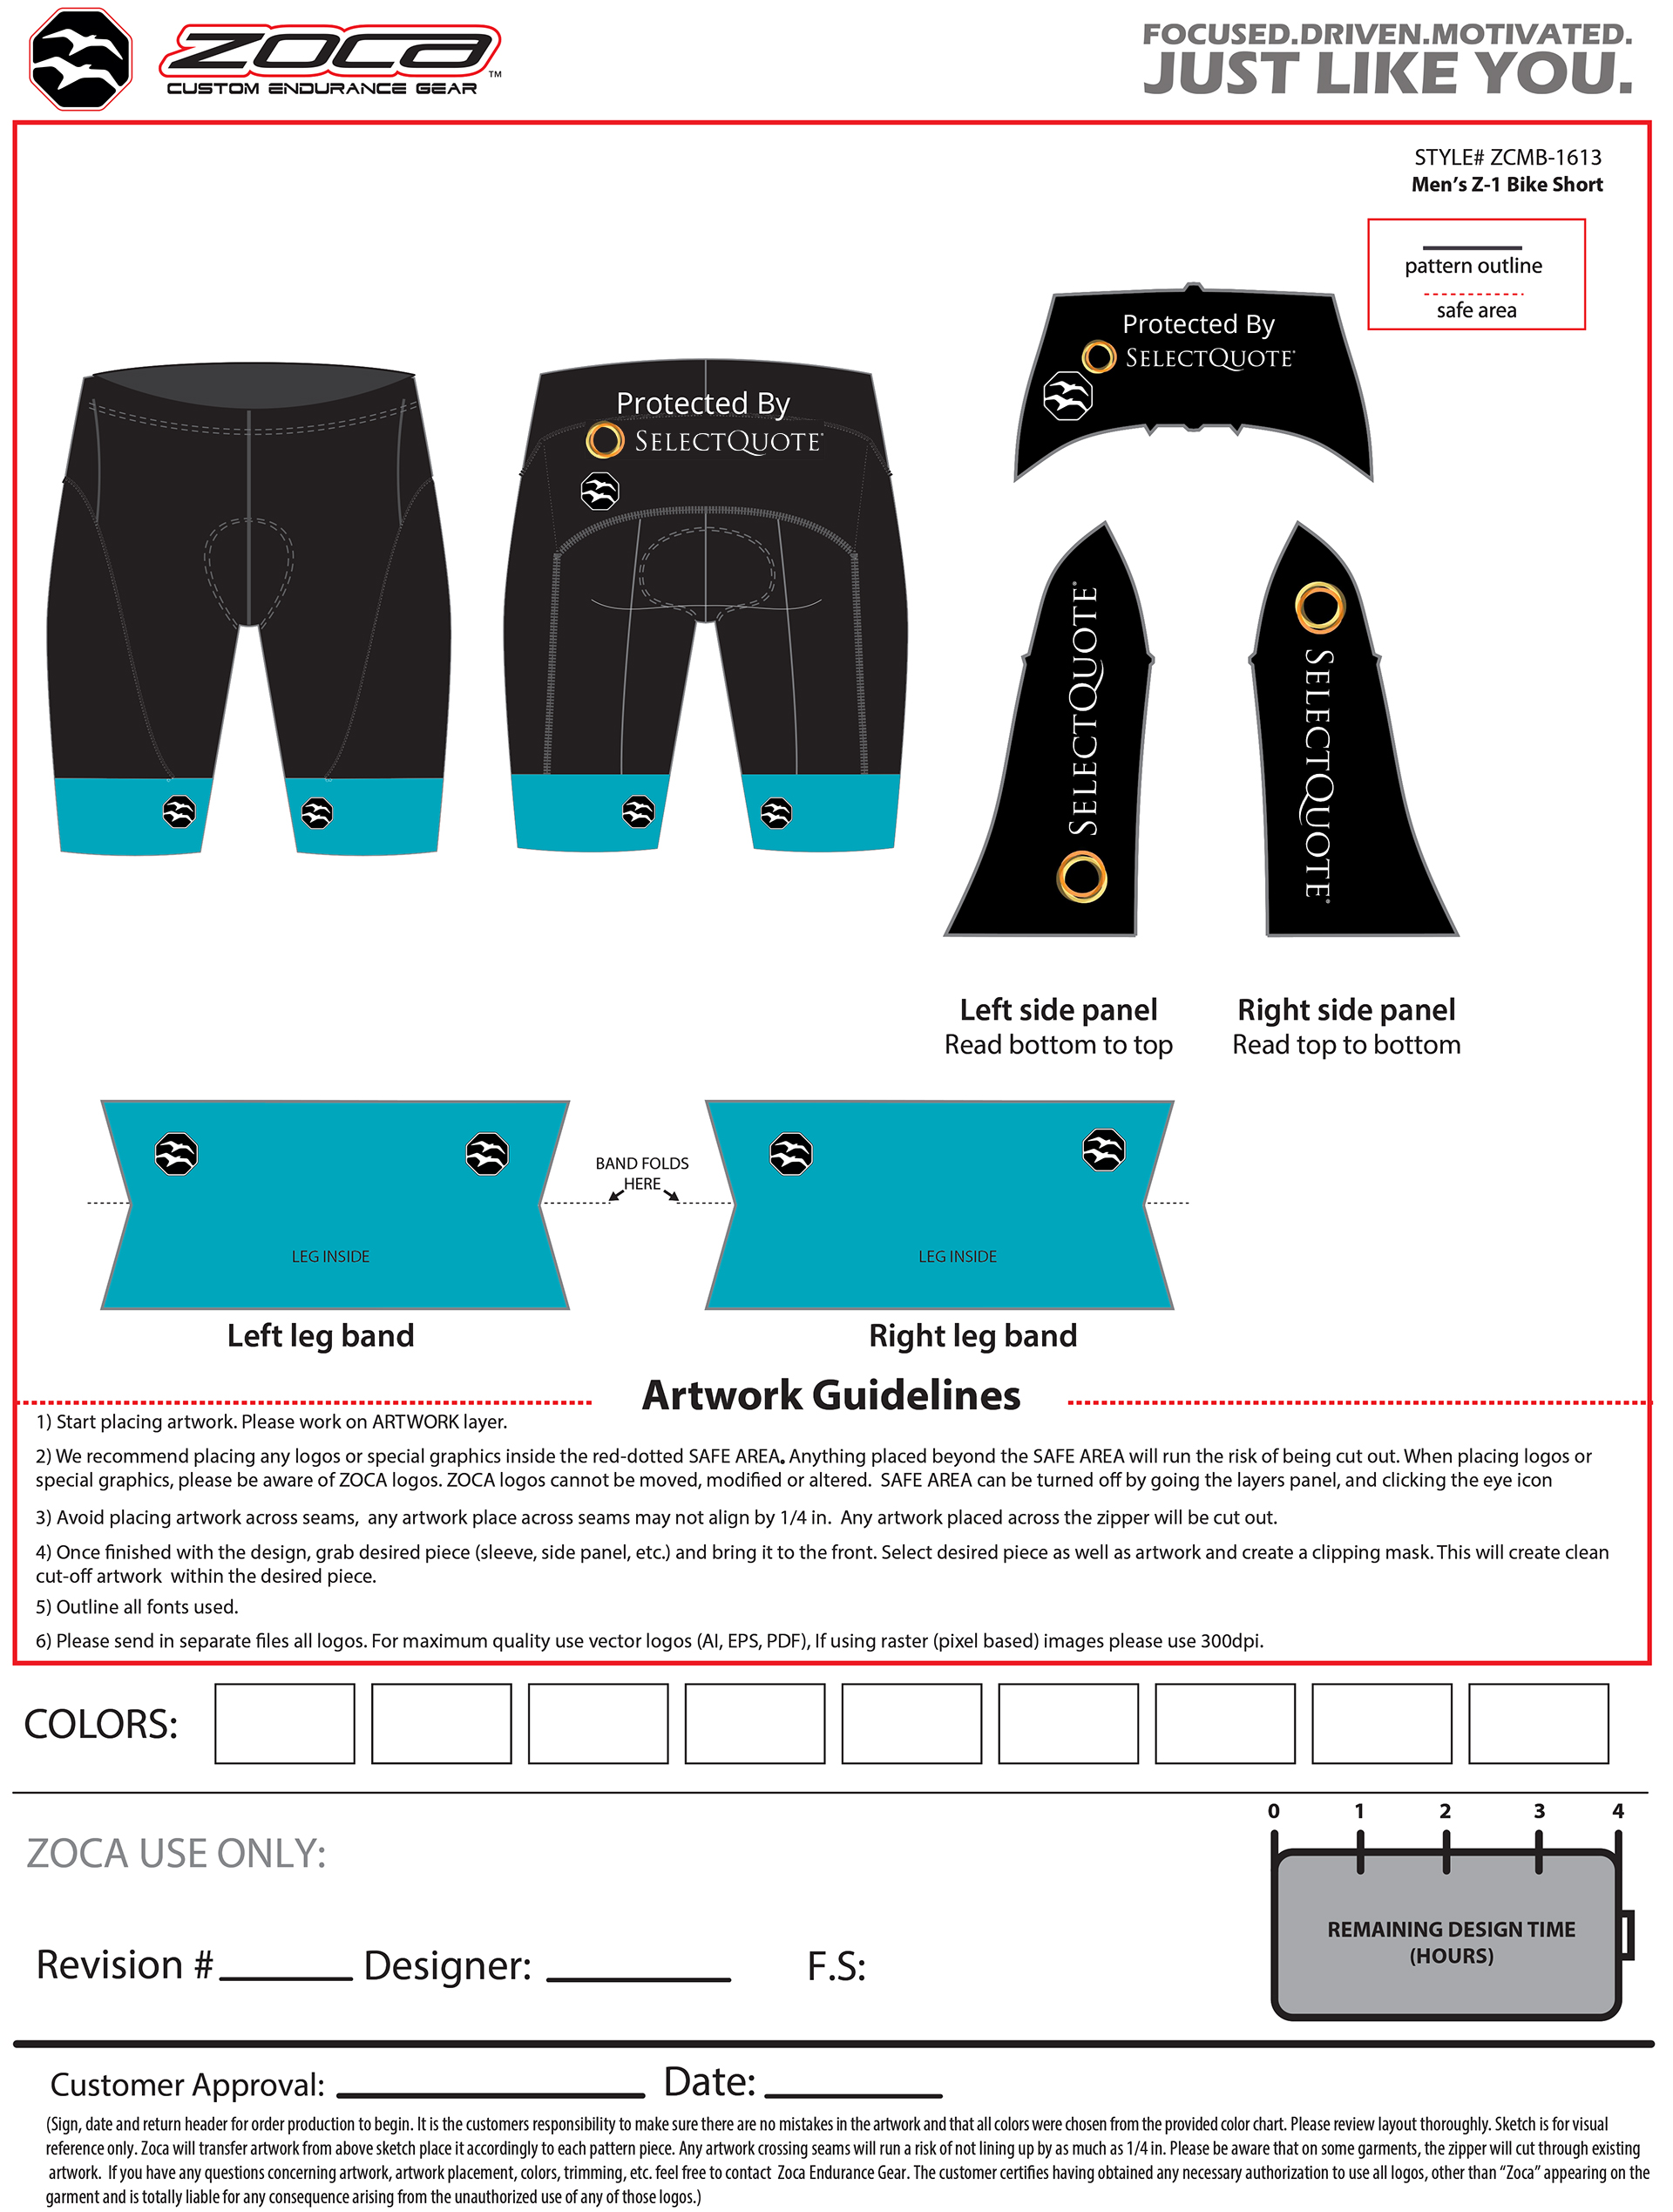 ZOCA TM
CUSTOM ENDURANCE GEAR
FOCUSED.DRIVEN.MOTIVATED.
JUST LIKE YOU.
STYLE# ZCMB-1613
Men's Z-1 Bike Short
pattern outline
safe area
Protected By
SELECTQUOTE
Protected By
SELECTQUOTE
SELECTQUOTE
SELECTQUOTE
Left side panel
Read bottom to top
Right side panel
Read top to bottom
BAND FOLDS
HERE
LEG INSIDE
LEG INSIDE
Left leg band
Right leg band
Artwork Guidelines
1) Start placing artwork. Please work on ARTWORK layer.
2) We recommend placing any logos or special graphics inside the red-dotted SAFE AREA. Anything placed beyond the SAFE AREA will run the risk of being cut out. When placing logos or
special graphics, please be aware of ZOCA logos. ZOCA logos cannot be moved, modified or altered. SAFE AREA can be turned off by going the layers panel, and clicking the eye icon
3) Avoid placing artwork across seams, any artwork place across seams may not align by 1/4 in. Any artwork placed across the zipper will be cut out.
4) Once finished with the design, grab desired piece (sleeve, side panel, etc.) and bring it to the front. Select desired piece as well as artwork and create a clipping mask. This will create clean
cut-off artwork within the desired piece.
5) Outline all fonts used.
6) Please send in separate files all logos. For maximum quality use vector logos (AI, EPS, PDF), If using raster (pixel based) images please use 300dpi.
COLORS:
0 1 2 3 4
ZOCA USE ONLY:
REMAINING DESIGN TIME
(HOURS)
Revision # Designer: F.S:
Customer Approval: Date:
(Sign, date and return header for order production to begin. It is the customers responsibility to make sure there are no mistakes in the artwork and that all colors were chosen from the provided color chart. Please review layout thoroughly. Sketch is for visual
reference only. Zoca will transfer artwork from above sketch place it accordingly to each pattern piece. Any artwork crossing seams will run a risk of not lining up by as much as 1/4 in. Please be aware that on some garments, the zipper will cut through existing
artwork. If you have any questions concerning artwork, artwork placement, colors, trimming, etc. feel free to contact Zoca Endurance Gear. The customer certifies having obtained any necessary authorization to use all logos, other than “Zoca” appearing on the
garment and is totally liable for any consequence arising from the unauthorized use of any of those logos.)